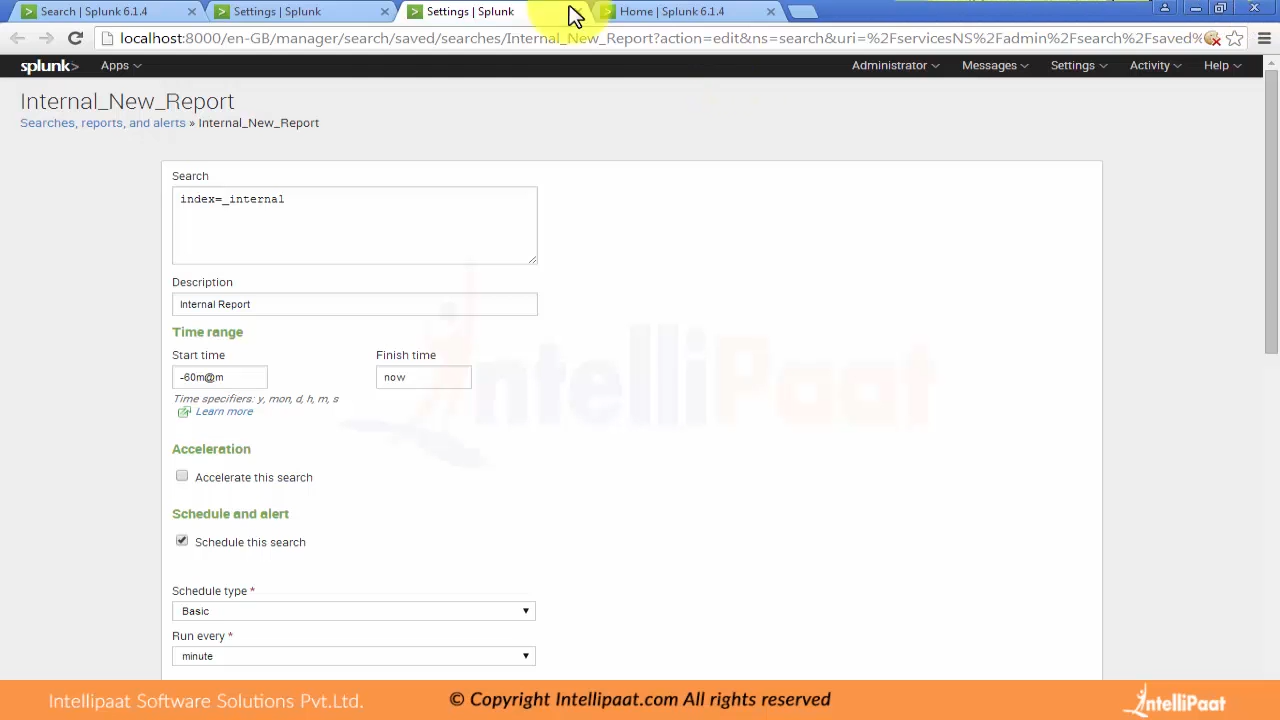 Search | Splunk 6.1.4
Settings | Splunk
Settings | Splunk
Home | Splunk 6.1.4
localhost:8000/en-GB/manager/search/saved/searches/Internal_New_Report?action=edit&ns=search&uri=%2FservicesNS%2Fadmin%2Fsearch%2Fsaved%
splunk> Apps Administrator Messages Settings Activity Help
Internal_New_Report
Searches, reports, and alerts » Internal_New_Report
Search
index=_internal
Description
Internal Report
Time range
Start time Finish time
-60m@m now
Time specifiers: y, mon, d, h, m, s
Learn more
Acceleration
Accelerate this search
Schedule and alert
Schedule this search
Schedule type *
Basic
Run every *
minute
IntelliPaat
Intellipaat Software Solutions Pvt.Ltd. © Copyright Intellipaat.com All rights reserved IntelliPaat